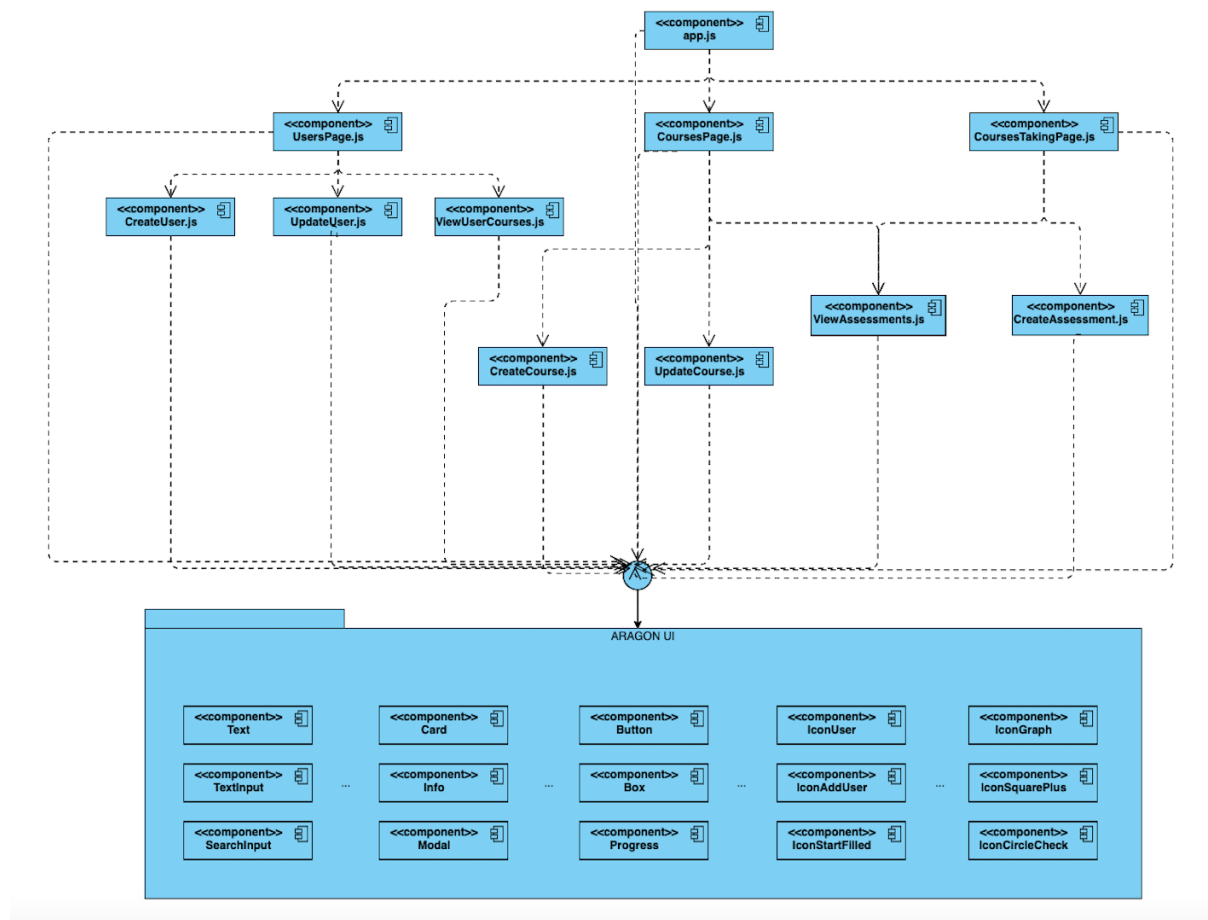 <<component>>
app.js
<<component>>
UsersPage.js
<<component>>
CoursesPage.js
<<component>>
CoursesTakingPage.js
<<component>>
CreateUser.js
<<component>>
UpdateUser.js
<<component>>
ViewUserCourses.js
<<component>>
ViewAssessments.js
<<component>>
CreateAssessment.js
<<component>>
CreateCourse.js
<<component>>
UpdateCourse.js
ARAGON UI
<<component>>
Text
<<component>>
Card
<<component>>
Button
<<component>>
IconUser
<<component>>
IconGraph
<<component>>
TextInput
...
<<component>>
Info
...
<<component>>
Box
...
<<component>>
IconAddUser
...
<<component>>
IconSquarePlus
<<component>>
SearchInput
<<component>>
Modal
<<component>>
Progress
<<component>>
IconStartFilled
<<component>>
IconCircleCheck